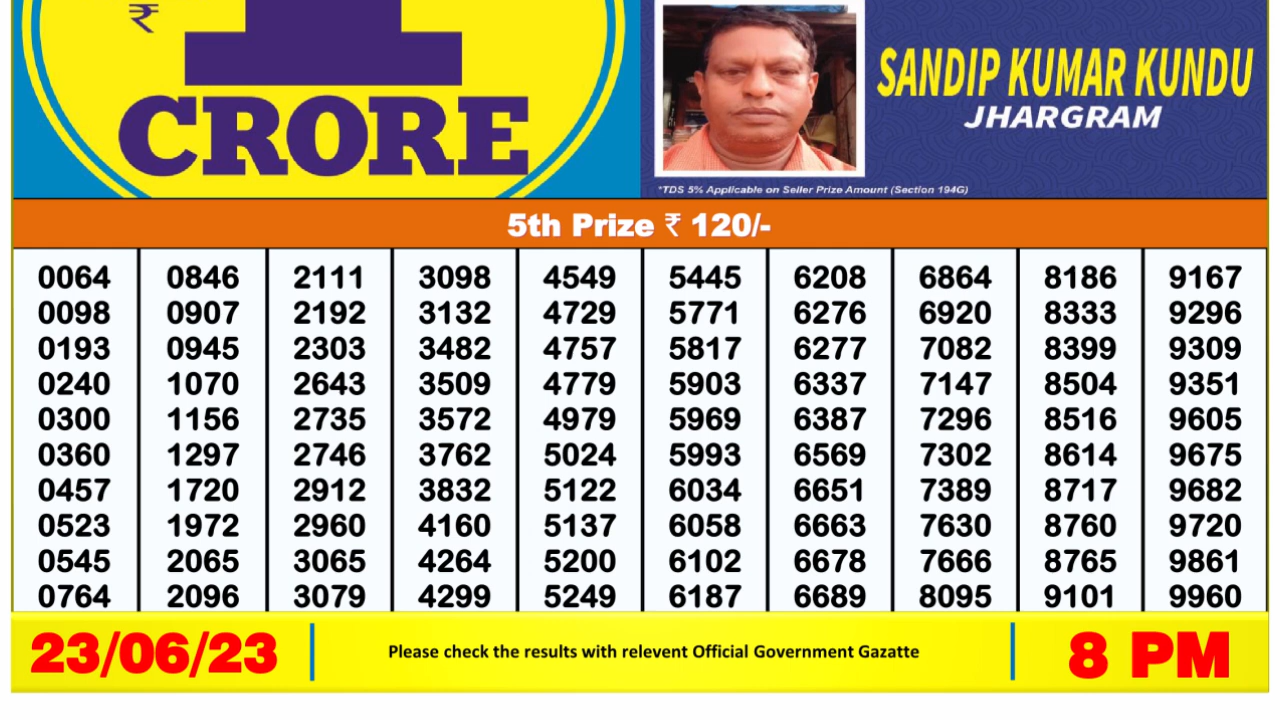 ₹
1
CRORE
SANDIP KUMAR KUNDU
JHARGRAM
*TDS 5% Applicable on Seller Prize Amount (Section 194G)
5th Prize ₹ 120/-
0064 0846 2111 3098 4549 5445 6208 6864 8186 9167
0098 0907 2192 3132 4729 5771 6276 6920 8333 9296
0193 0945 2303 3482 4757 5817 6277 7082 8399 9309
0240 1070 2643 3509 4779 5903 6337 7147 8504 9351
0300 1156 2735 3572 4979 5969 6387 7296 8516 9605
0360 1297 2746 3762 5024 5993 6569 7302 8614 9675
0457 1720 2912 3832 5122 6034 6651 7389 8717 9682
0523 1972 2960 4160 5137 6058 6663 7630 8760 9720
0545 2065 3065 4264 5200 6102 6678 7666 8765 9861
0764 2096 3079 4299 5249 6187 6689 8095 9101 9960
23/06/23
Please check the results with relevent Official Government Gazatte
8 PM